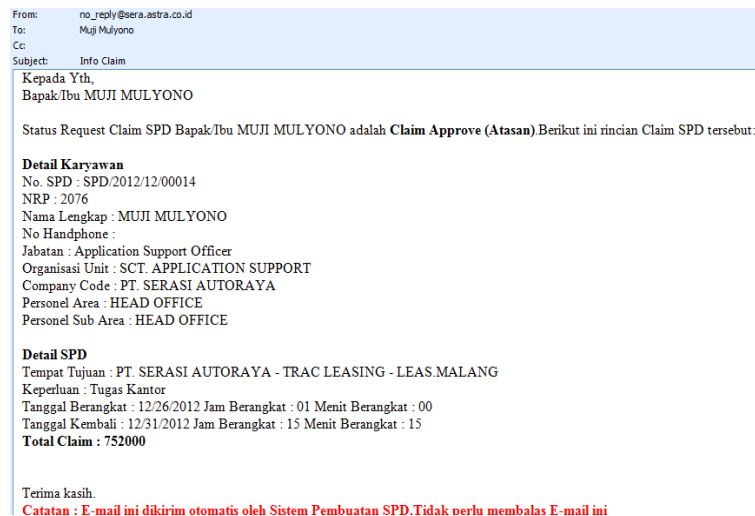 From: no_reply@sera.astra.co.id
To: Muji Mulyono
Cc:
Subject: Info Claim
Kepada Yth,
Bapak/Ibu MUJI MULYONO
Status Request Claim SPD Bapak/Ibu MUJI MULYONO adalah Claim Approve (Atasan).Berikut ini rincian Claim SPD tersebut:
Detail Karyawan
No. SPD : SPD/2012/12/00014
NRP : 2076
Nama Lengkap : MUJI MULYONO
No Handphone :
Jabatan : Application Support Officer
Organisasi Unit : SCT. APPLICATION SUPPORT
Company Code : PT. SERASI AUTORAYA
Personel Area : HEAD OFFICE
Personel Sub Area : HEAD OFFICE
Detail SPD
Tempat Tujuan : PT. SERASI AUTORAYA - TRAC LEASING - LEAS.MALANG
Keperluan : Tugas Kantor
Tanggal Berangkat : 12/26/2012 Jam Berangkat : 01 Menit Berangkat : 00
Tanggal Kembali : 12/31/2012 Jam Berangkat : 15 Menit Berangkat : 15
Total Claim : 752000
Terima kasih.
Catatan : E-mail ini dikirim otomatis oleh Sistem Pembuatan SPD.Tidak perlu membalas E-mail ini